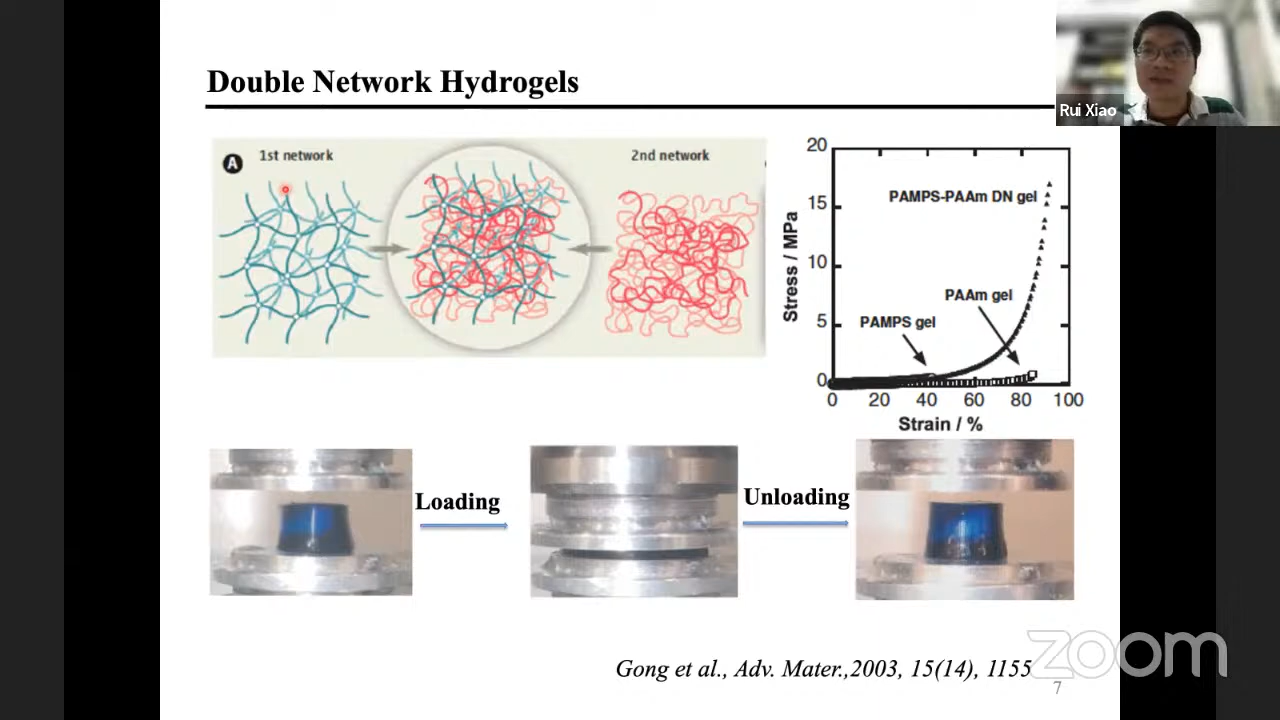 Double Network Hydrogels
Rui Xiao
A
1st network
2nd network
20
15
10
5
0
Stress / MPa
PAMPS-PAAm DN gel
PAAm gel
PAMPS gel
0 20 40 60 80 100
Strain / %
Loading
Unloading
zoom
Gong et al., Adv. Mater.,2003, 15(14), 1155
7